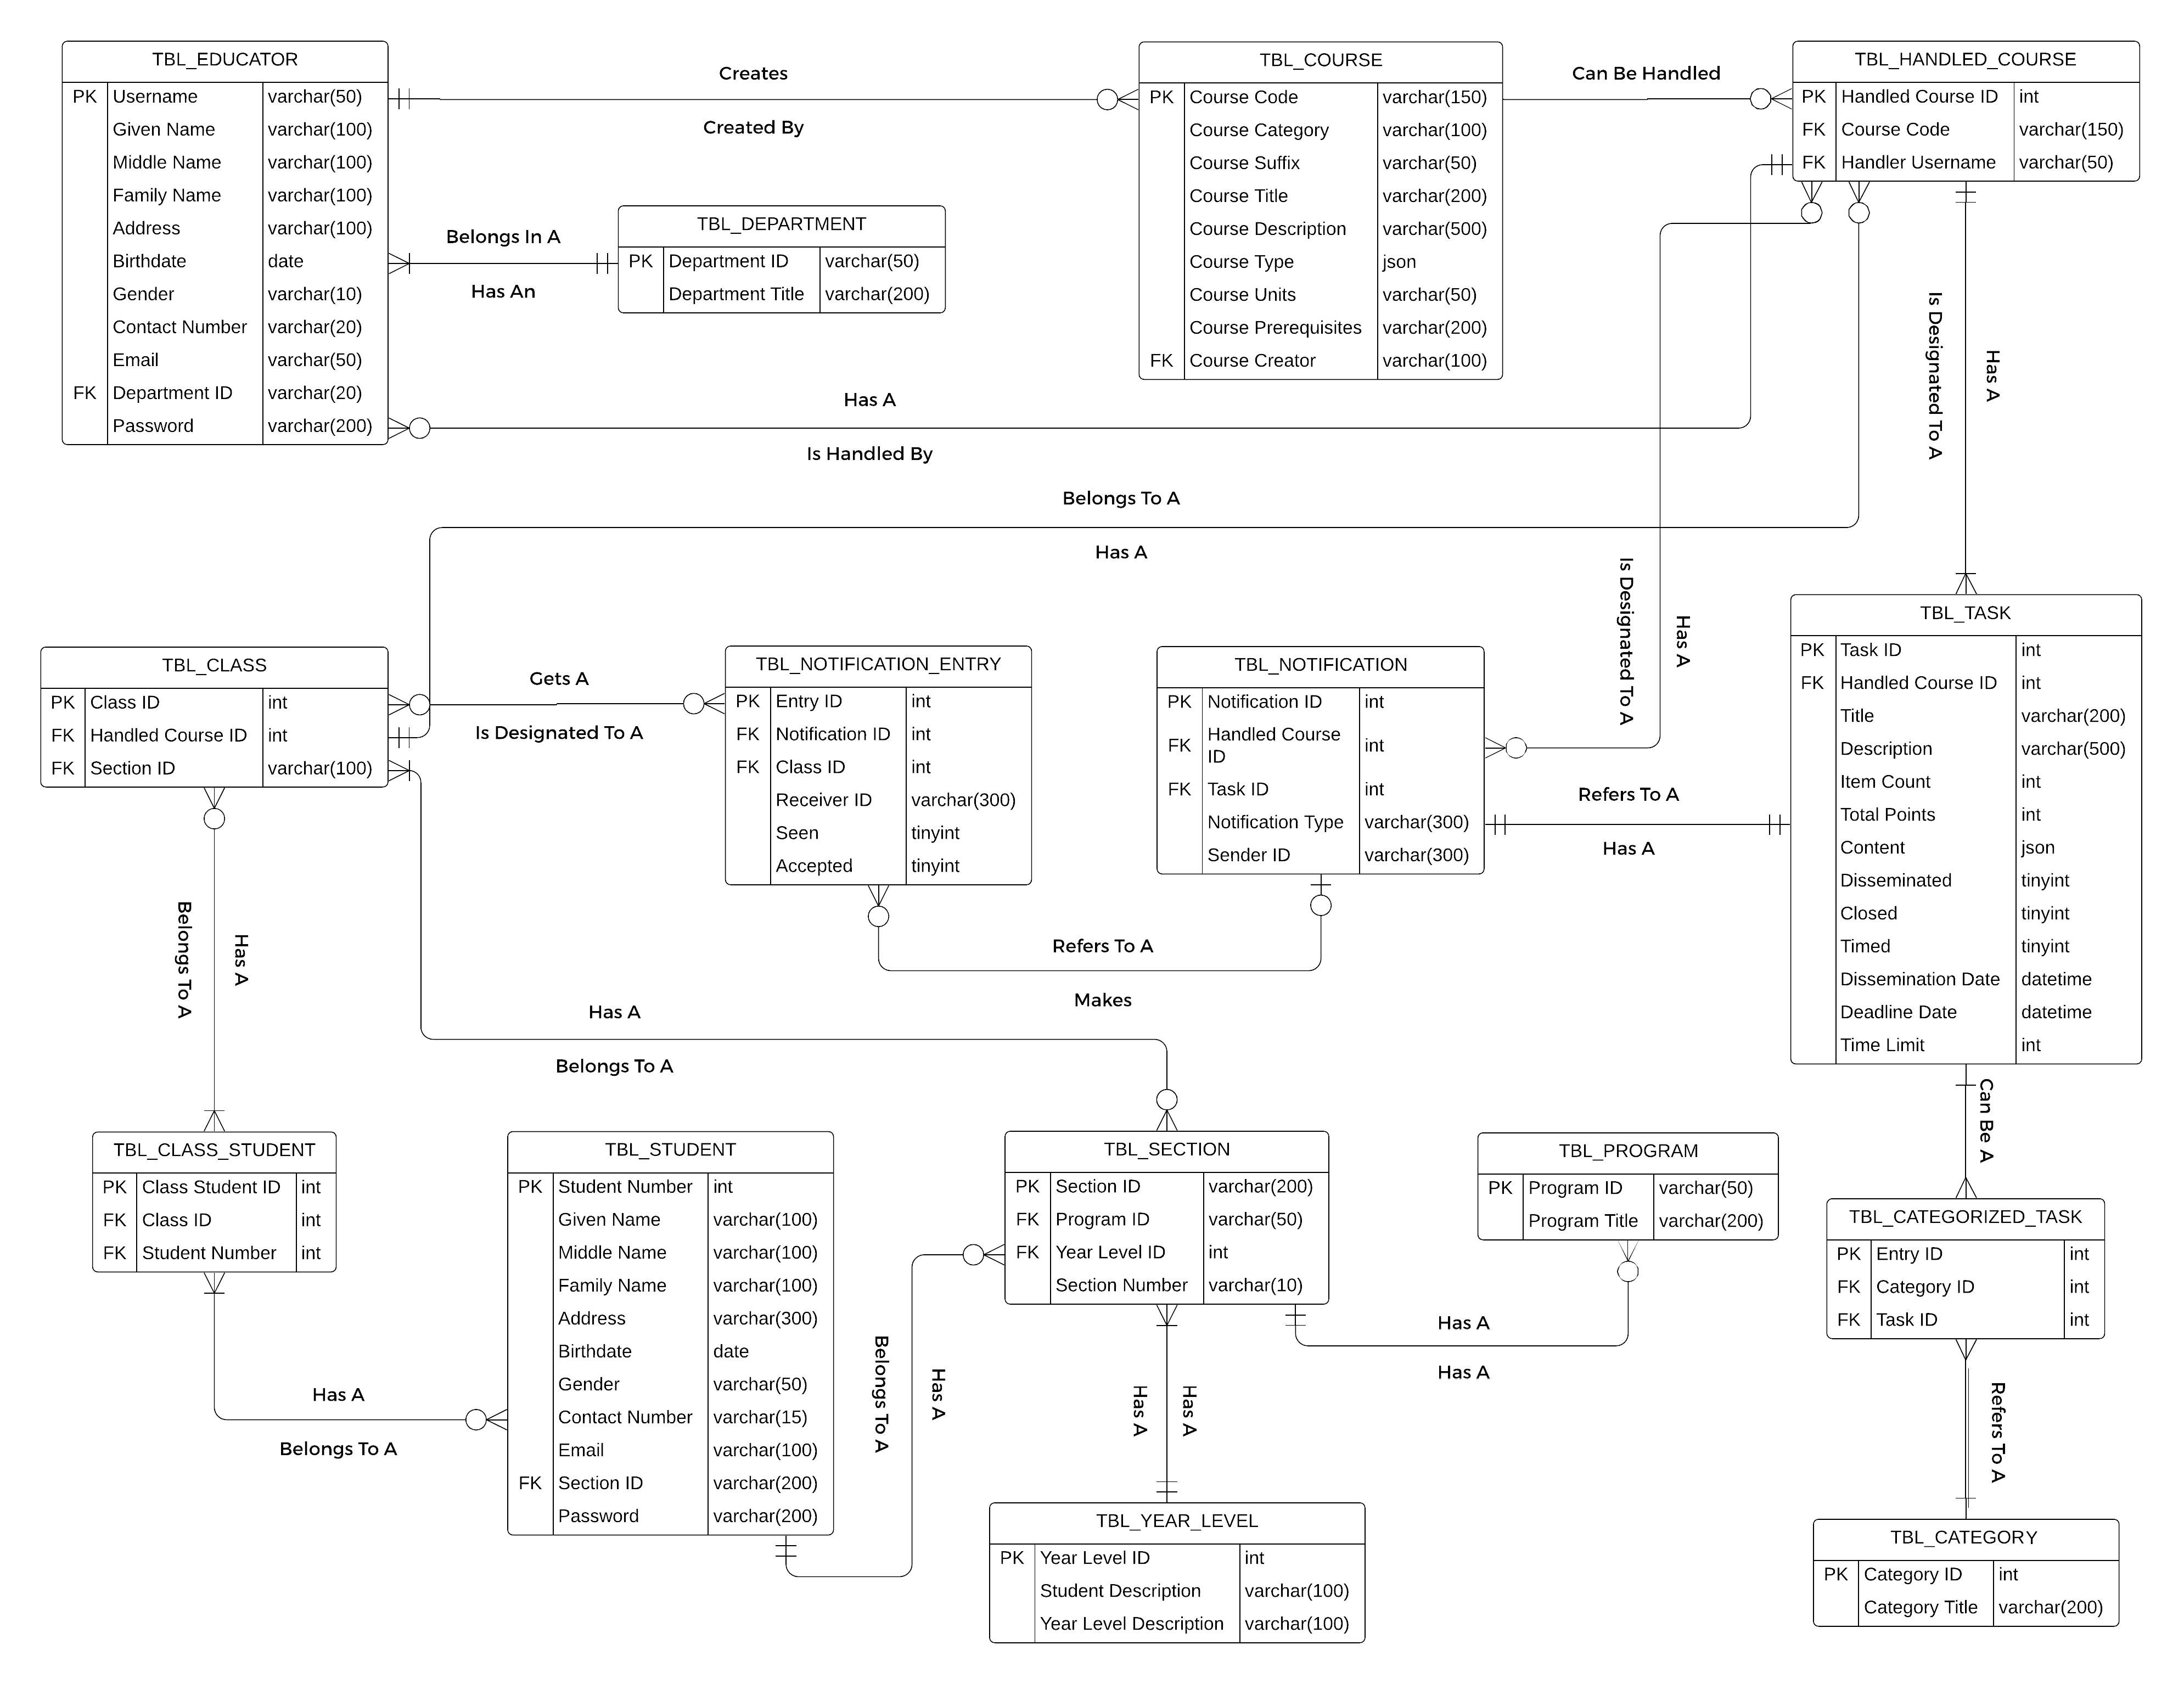 TBL_EDUCATOR
PK Username varchar(50)
Given Name varchar(100)
Middle Name varchar(100)
Family Name varchar(100)
Address varchar(100)
Birthdate date
Gender varchar(10)
Contact Number varchar(20)
Email varchar(50)
FK Department ID varchar(20)
Password varchar(200)
Creates
Created By
TBL_COURSE
PK Course Code varchar(150)
Course Category varchar(100)
Course Suffix varchar(50)
Course Title varchar(200)
Course Description varchar(500)
Course Type json
Course Units varchar(50)
Course Prerequisites varchar(200)
FK Course Creator varchar(100)
Can Be Handled
TBL_HANDLED_COURSE
PK Handled Course ID int
FK Course Code varchar(150)
FK Handler Username varchar(50)
Belongs In A
Has An
TBL_DEPARTMENT
PK Department ID varchar(50)
Department Title varchar(200)
Has A
Is Handled By
Is Designated To A
Has A
Belongs To A
Has A
Is Designated To A
Has A
TBL_CLASS
PK Class ID int
FK Handled Course ID int
FK Section ID varchar(100)
Gets A
Is Designated To A
TBL_NOTIFICATION_ENTRY
PK Entry ID int
FK Notification ID int
FK Class ID int
Receiver ID varchar(300)
Seen tinyint
Accepted tinyint
TBL_NOTIFICATION
PK Notification ID int
FK Handled Course
ID int
FK Task ID int
Notification Type varchar(300)
Sender ID varchar(300)
Refers To A
Has A
TBL_TASK
PK Task ID int
FK Handled Course ID int
Title varchar(200)
Description varchar(500)
Item Count int
Total Points int
Content json
Disseminated tinyint
Closed tinyint
Timed tinyint
Dissemination Date datetime
Deadline Date datetime
Time Limit int
Belongs To A
Has A
Refers To A
Makes
Has A
Belongs To A
Can Be A
TBL_CLASS_STUDENT
PK Class Student ID int
FK Class ID int
FK Student Number int
Has A
Belongs To A
TBL_STUDENT
PK Student Number int
Given Name varchar(100)
Middle Name varchar(100)
Family Name varchar(100)
Address varchar(300)
Birthdate date
Gender varchar(50)
Contact Number varchar(15)
Email varchar(100)
FK Section ID varchar(200)
Password varchar(200)
Belongs To A
Has A
TBL_SECTION
PK Section ID varchar(200)
FK Program ID varchar(50)
FK Year Level ID int
Section Number varchar(10)
TBL_PROGRAM
PK Program ID varchar(50)
Program Title varchar(200)
Has A
Has A
Has A
Has A
TBL_YEAR_LEVEL
PK Year Level ID int
Student Description varchar(100)
Year Level Description varchar(100)
TBL_CATEGORIZED_TASK
PK Entry ID int
FK Category ID int
FK Task ID int
Refers To A
TBL_CATEGORY
PK Category ID int
Category Title varchar(200)